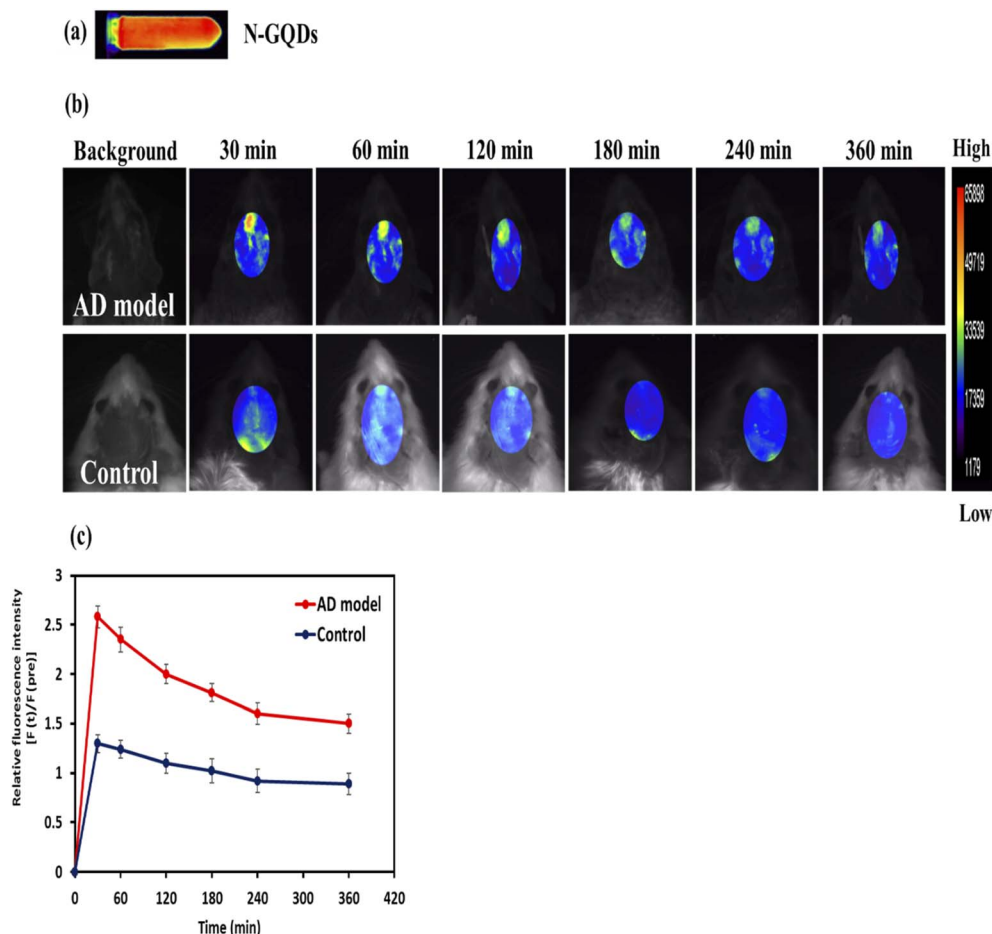 (a)
N-GQDs
(b)
Background 30 min 60 min 120 min 180 min 240 min 360 min
High
AD model
Control
65898
49719
33539
17359
1179
Low
(c)
Relative fluorescence intensity
[F (t)/F (pre)]
3
2.5
2
1.5
1
0.5
0
AD model
Control
0 60 120 180 240 300 360 420
Time (min)